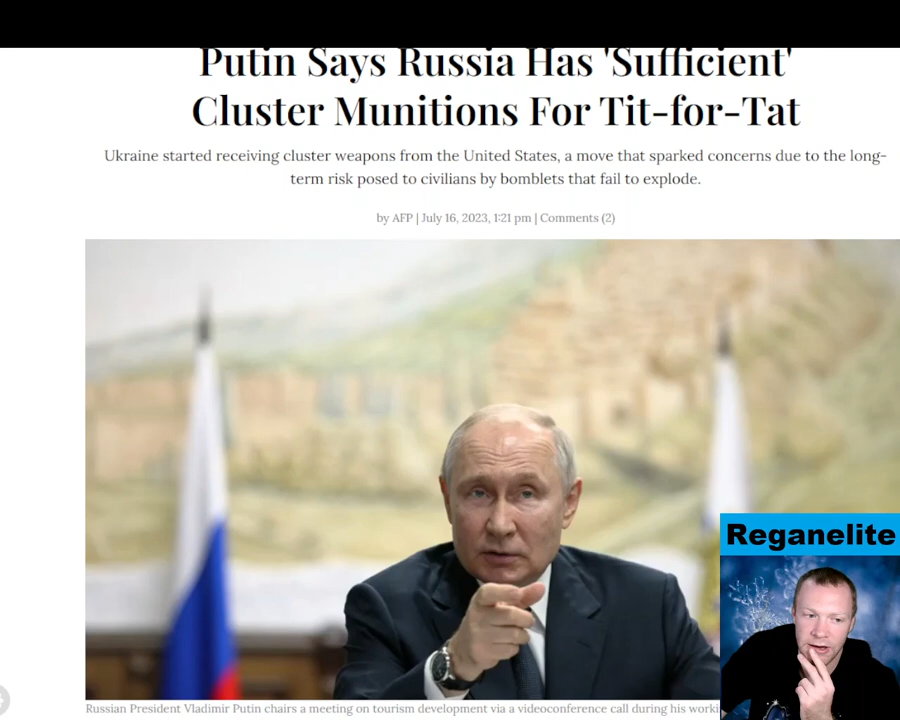 Putin Says Russia Has 'Sufficient'
Cluster Munitions For Tit-for-Tat
Ukraine started receiving cluster weapons from the United States, a move that sparked concerns due to the long-
term risk posed to civilians by bomblets that fail to explode.
by AFP | July 16, 2023, 1:21 pm | Comments (2)
Reganelite
Russian President Vladimir Putin chairs a meeting on tourism development via a videoconference call during his